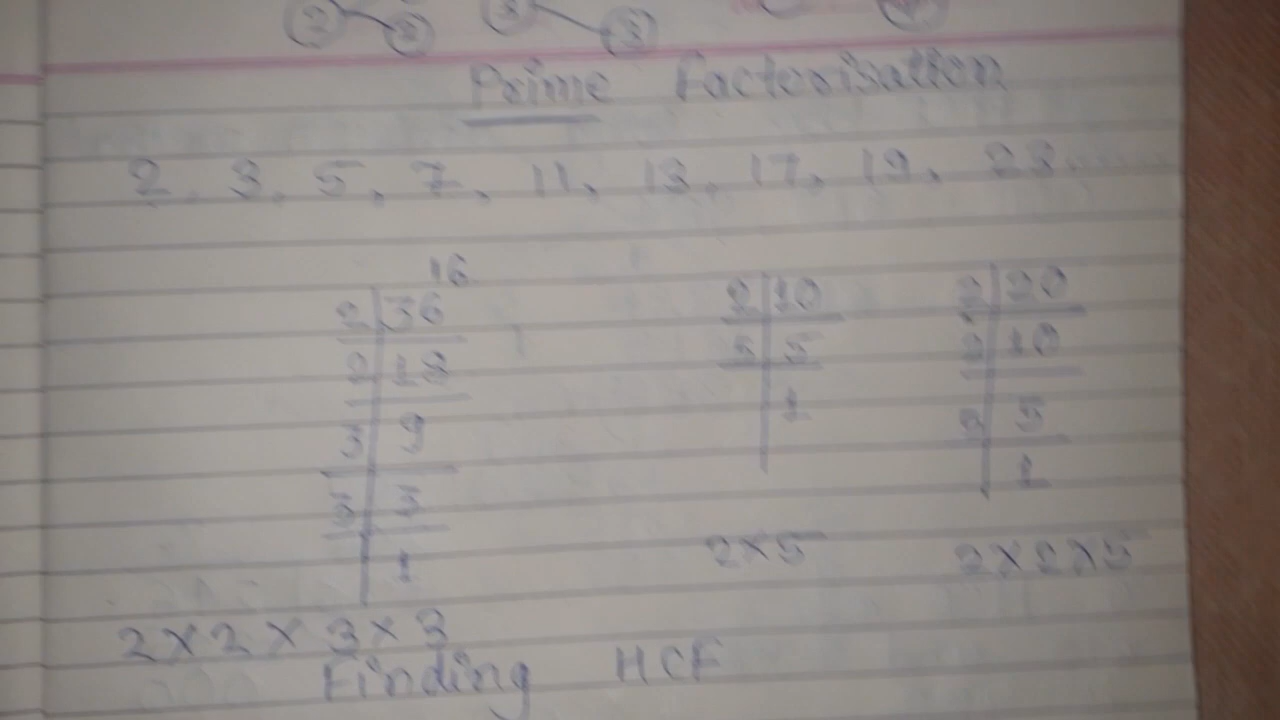 Prime Factorisation
2, 3, 5, 7, 11, 13, 17, 19, 23......
16
2 36 2 10 2 20
2 18 5 5 2 10
3 9 1 5
3 3 1
1
2×5 2×2×5
2×2×3×3
Finding HCF